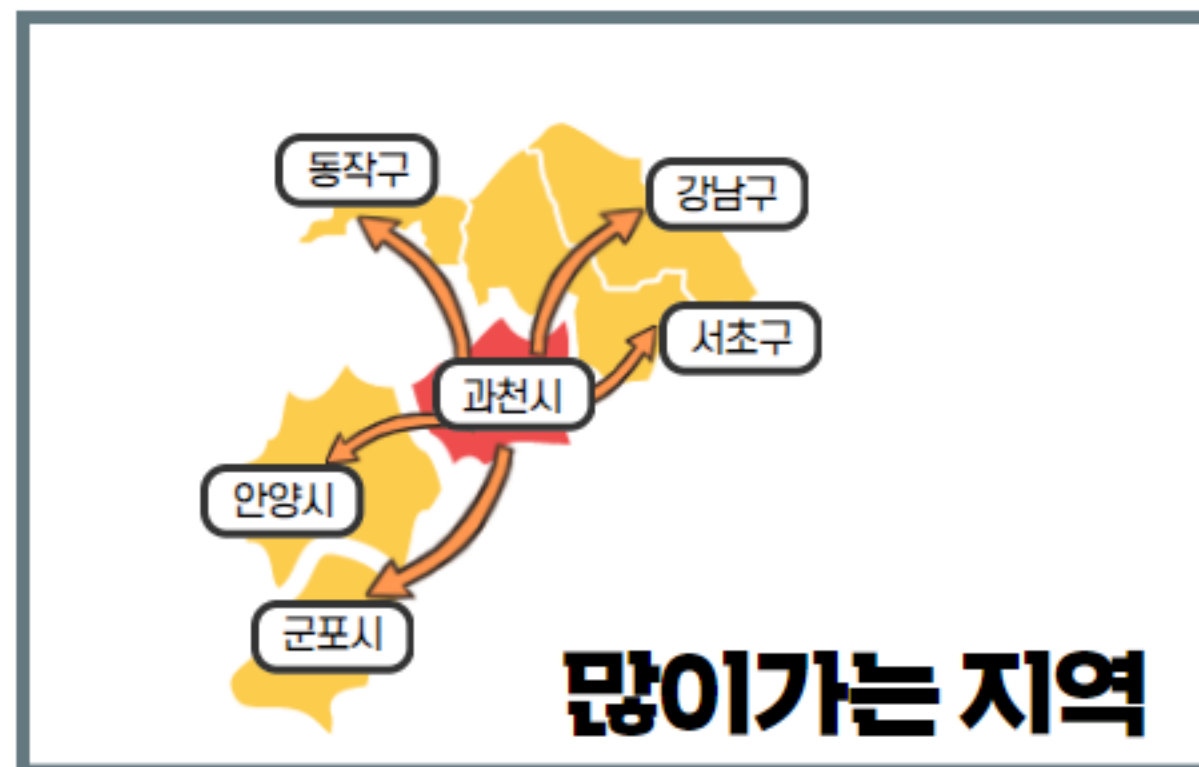 동작구
강남구
서초구
과천시
안양시
군포시
많이가는 지역